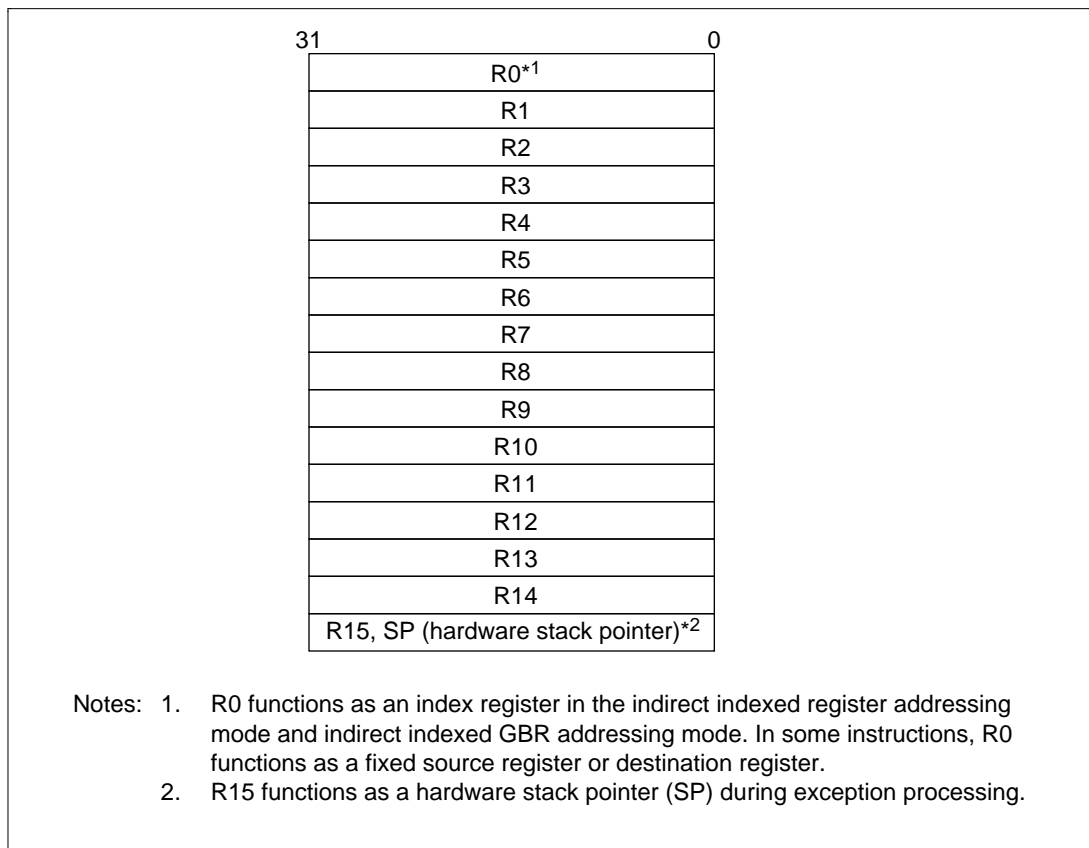 31 0
R0*1
R1
R2
R3
R4
R5
R6
R7
R8
R9
R10
R11
R12
R13
R14
R15, SP (hardware stack pointer)*2
Notes: 1. R0 functions as an index register in the indirect indexed register addressing
mode and indirect indexed GBR addressing mode. In some instructions, R0
functions as a fixed source register or destination register.
2. R15 functions as a hardware stack pointer (SP) during exception processing.